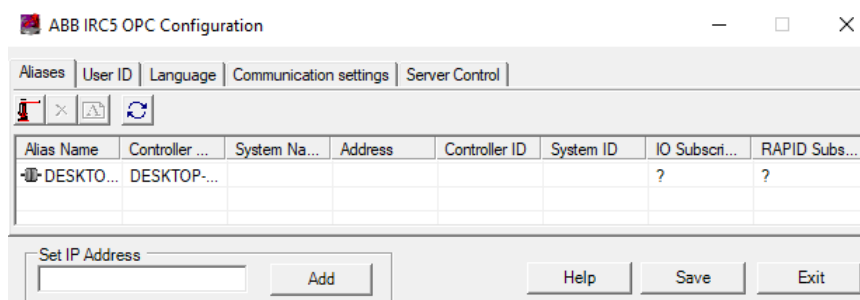 ABB IRC5 OPC Configuration
Aliases User ID Language Communication settings Server Control
Alias Name Controller ... System Na... Address Controller ID System ID IO Subscri... RAPID Subs...
DESKTO... DESKTOP-... ? ?
Set IP Address
Add Help Save Exit